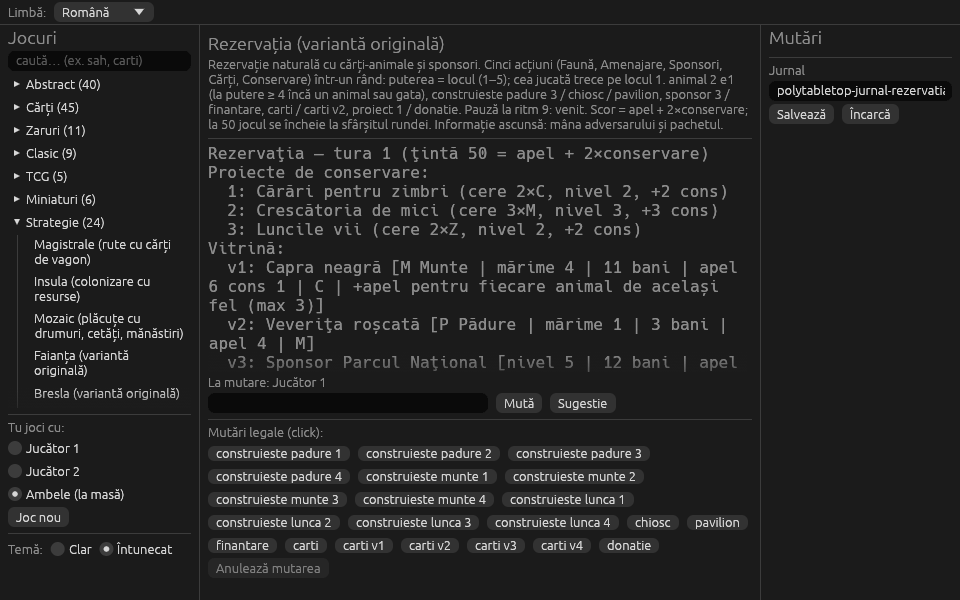 Limbă: Română
Jocuri
caută... (ex. sah, carti)
Abstract (40)
Cărți (45)
Zaruri (11)
Clasic (9)
TCG (5)
Miniaturi (6)
Strategie (24)
Magistrale (rute cu cărți
de vagon)
Insula (colonizare cu
resurse)
Mozaic (plăcuțe cu
drumuri, cetăți, mănăstiri)
Faianța (variantă
originală)
Bresla (variantă originală)
Tu joci cu:
Jucător 1
Jucător 2
Ambele (la masă)
Joc nou
Temă: Clar Întunecat
Rezervația (variantă originală)
Rezervație naturală cu cărți-animale și sponsori. Cinci acțiuni (Faună, Amenajare, Sponsori,
Cărți, Conservare) într-un rând: puterea = locul (1–5); cea jucată trece pe locul 1. animal 2 e1
(la putere ≥ 4 încă un animal sau gata), construieste padure 3 / chiosc / pavilion, sponsor 3 /
finantare, carti / carti v2, proiect 1 / donatie. Pauză la ritm 9: venit. Scor = apel + 2×conservare;
la 50 jocul se încheie la sfârșitul rundei. Informație ascunsă: mâna adversarului și pachetul.
Rezervaţia — tura 1 (ţintă 50 = apel + 2×conservare)
Proiecte de conservare:
1: Cărări pentru zimbri (cere 2×C, nivel 2, +2 cons)
2: Crescătoria de mici (cere 3×M, nivel 3, +3 cons)
3: Luncile vii (cere 2×Z, nivel 2, +2 cons)
Vitrină:
v1: Capra neagră [M Munte | mărime 4 | 11 bani | apel
6 cons 1 | C | +apel pentru fiecare animal de același
fel (max 3)]
v2: Veveriţa roșcată [P Pădure | mărime 1 | 3 bani |
apel 4 | M]
v3: Sponsor Parcul Naţional [nivel 5 | 12 bani | apel
La mutare: Jucător 1
Mută Sugestie
Mutări legale (click):
construieste padure 1 construieste padure 2 construieste padure 3
construieste padure 4 construieste munte 1 construieste munte 2
construieste munte 3 construieste munte 4 construieste lunca 1
construieste lunca 2 construieste lunca 3 construieste lunca 4 chiosc pavilion
finantare carti carti v1 carti v2 carti v3 carti v4 donatie
Anulează mutarea
Mutări
Jurnal
polytabletop-jurnal-rezervatia
Salvează Încarcă